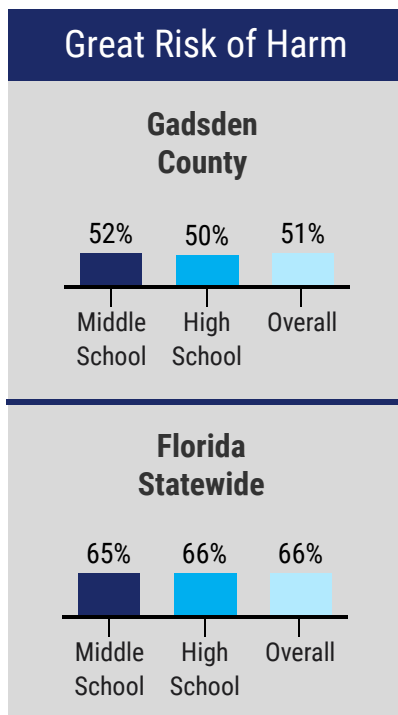 Great Risk of Harm
Gadsden
County
52% 50% 51%
Middle High Overall
School School
Florida
Statewide
65% 66% 66%
Middle High Overall
School School